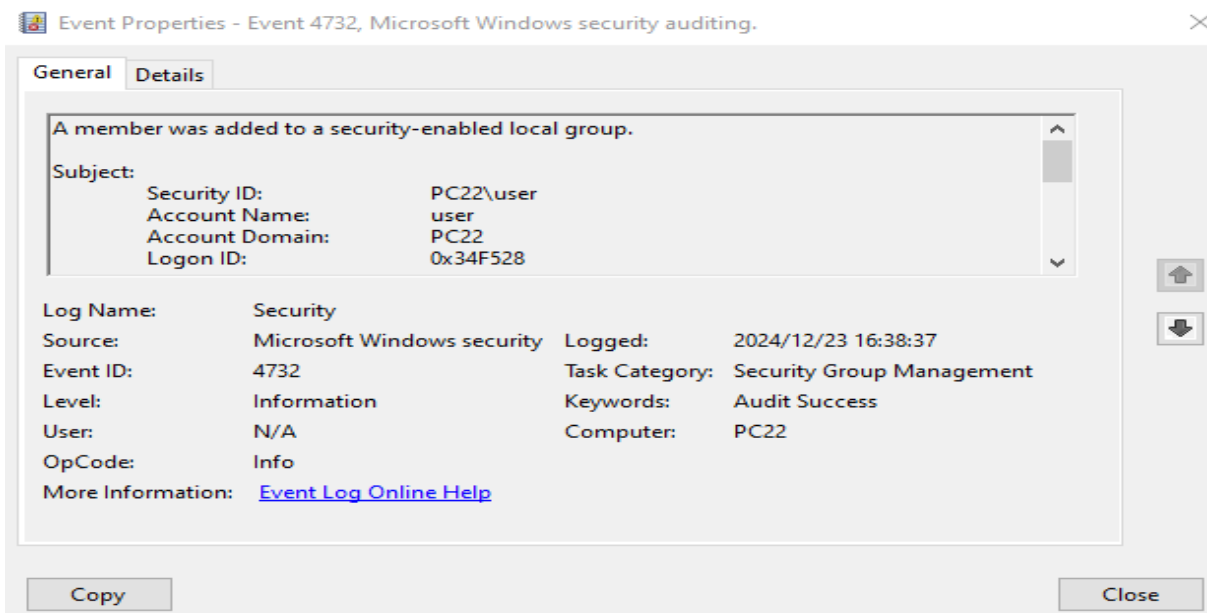 Event Properties - Event 4732, Microsoft Windows security auditing.
General Details
A member was added to a security-enabled local group.
Subject:
Security ID: PC22\user
Account Name: user
Account Domain: PC22
Logon ID: 0x34F528
Log Name: Security
Source: Microsoft Windows security Logged: 2024/12/23 16:38:37
Event ID: 4732 Task Category: Security Group Management
Level: Information Keywords: Audit Success
User: N/A Computer: PC22
OpCode: Info
More Information: Event Log Online Help
Copy Close